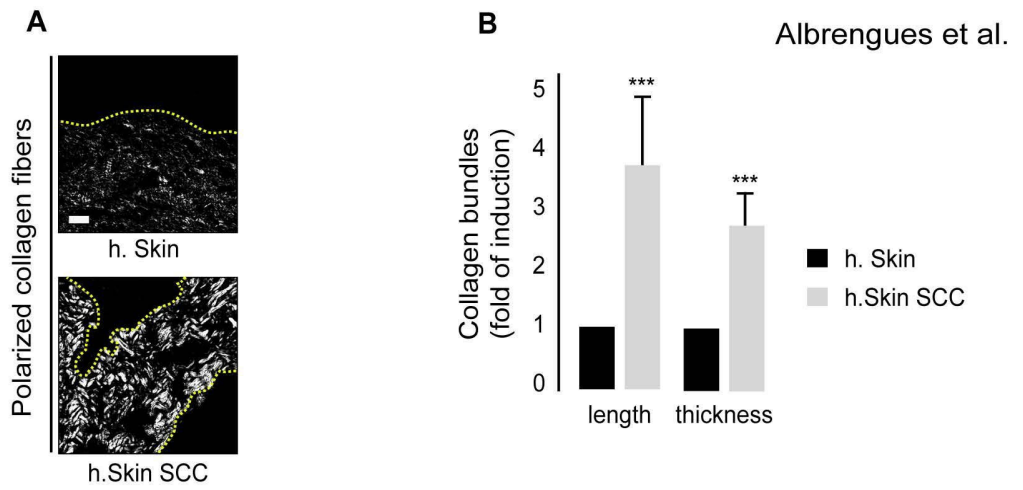 A
B
Albrengues et al.
Polarized collagen fibers
h. Skin
h.Skin SCC
Collagen bundles
(fold of induction)
5
4
3
2
1
0
***
***
length
thickness
h. Skin
h.Skin SCC